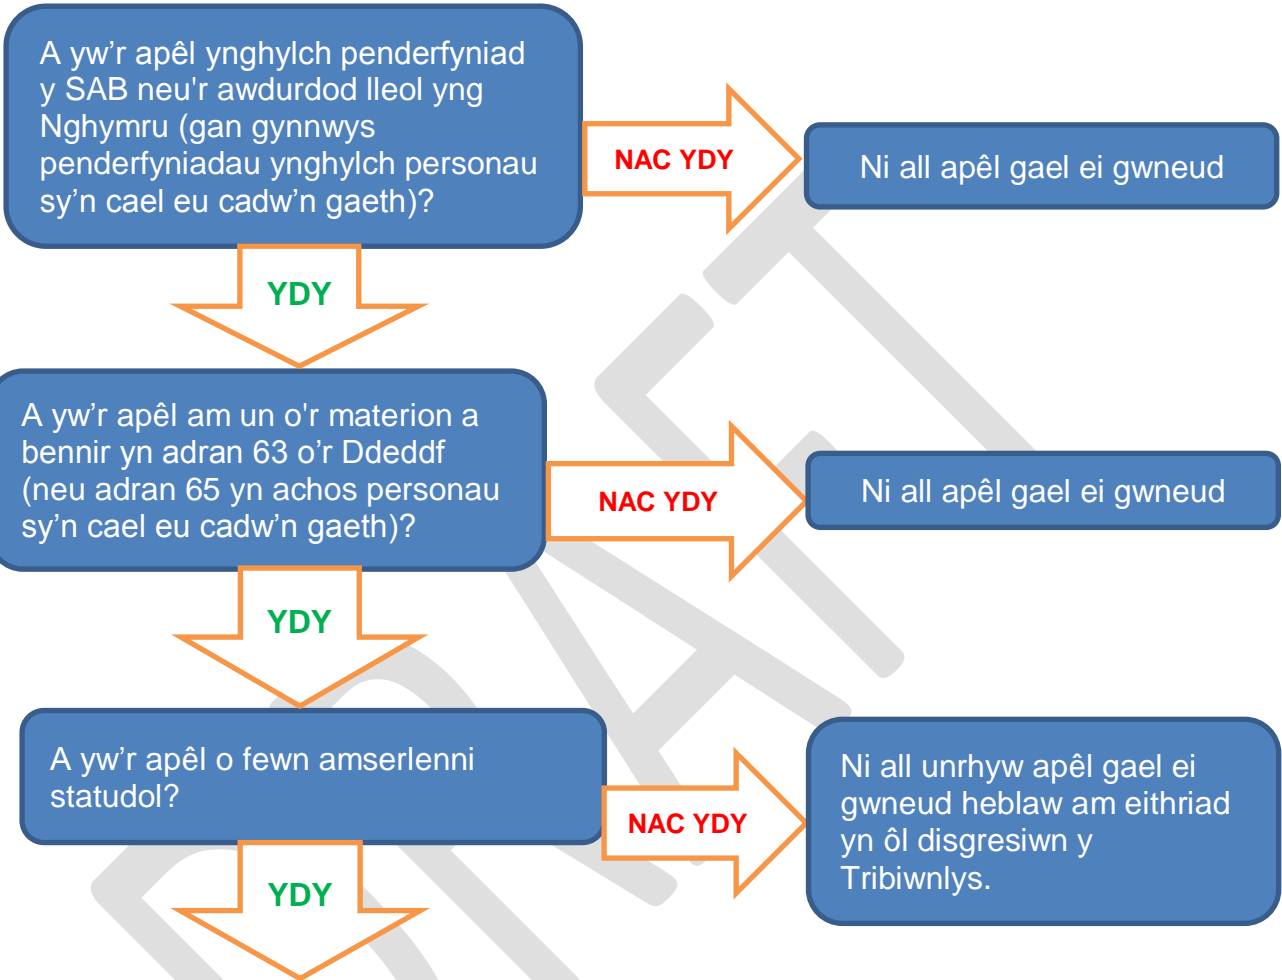 A yw'r apêl ynghylch penderfyniad
y SAB neu'r awdurdod lleol yng
Nghymru (gan gynnwys
penderfyniadau ynghylch personau
sy'n cael eu cadw'n gaeth)?
NAC YDY
Ni all apêl gael ei gwneud
YDY
A yw'r apêl am un o'r materion a
bennir yn adran 63 o'r Ddeddf
(neu adran 65 yn achos personau
sy'n cael eu cadw'n gaeth)?
NAC YDY
Ni all apêl gael ei gwneud
YDY
A yw'r apêl o fewn amserlenni
statudol?
NAC YDY
Ni all unrhyw apêl gael ei
gwneud heblaw am eithriad
yn ôl disgresiwn y
Tribiwnlys.
YDY
DRAFT